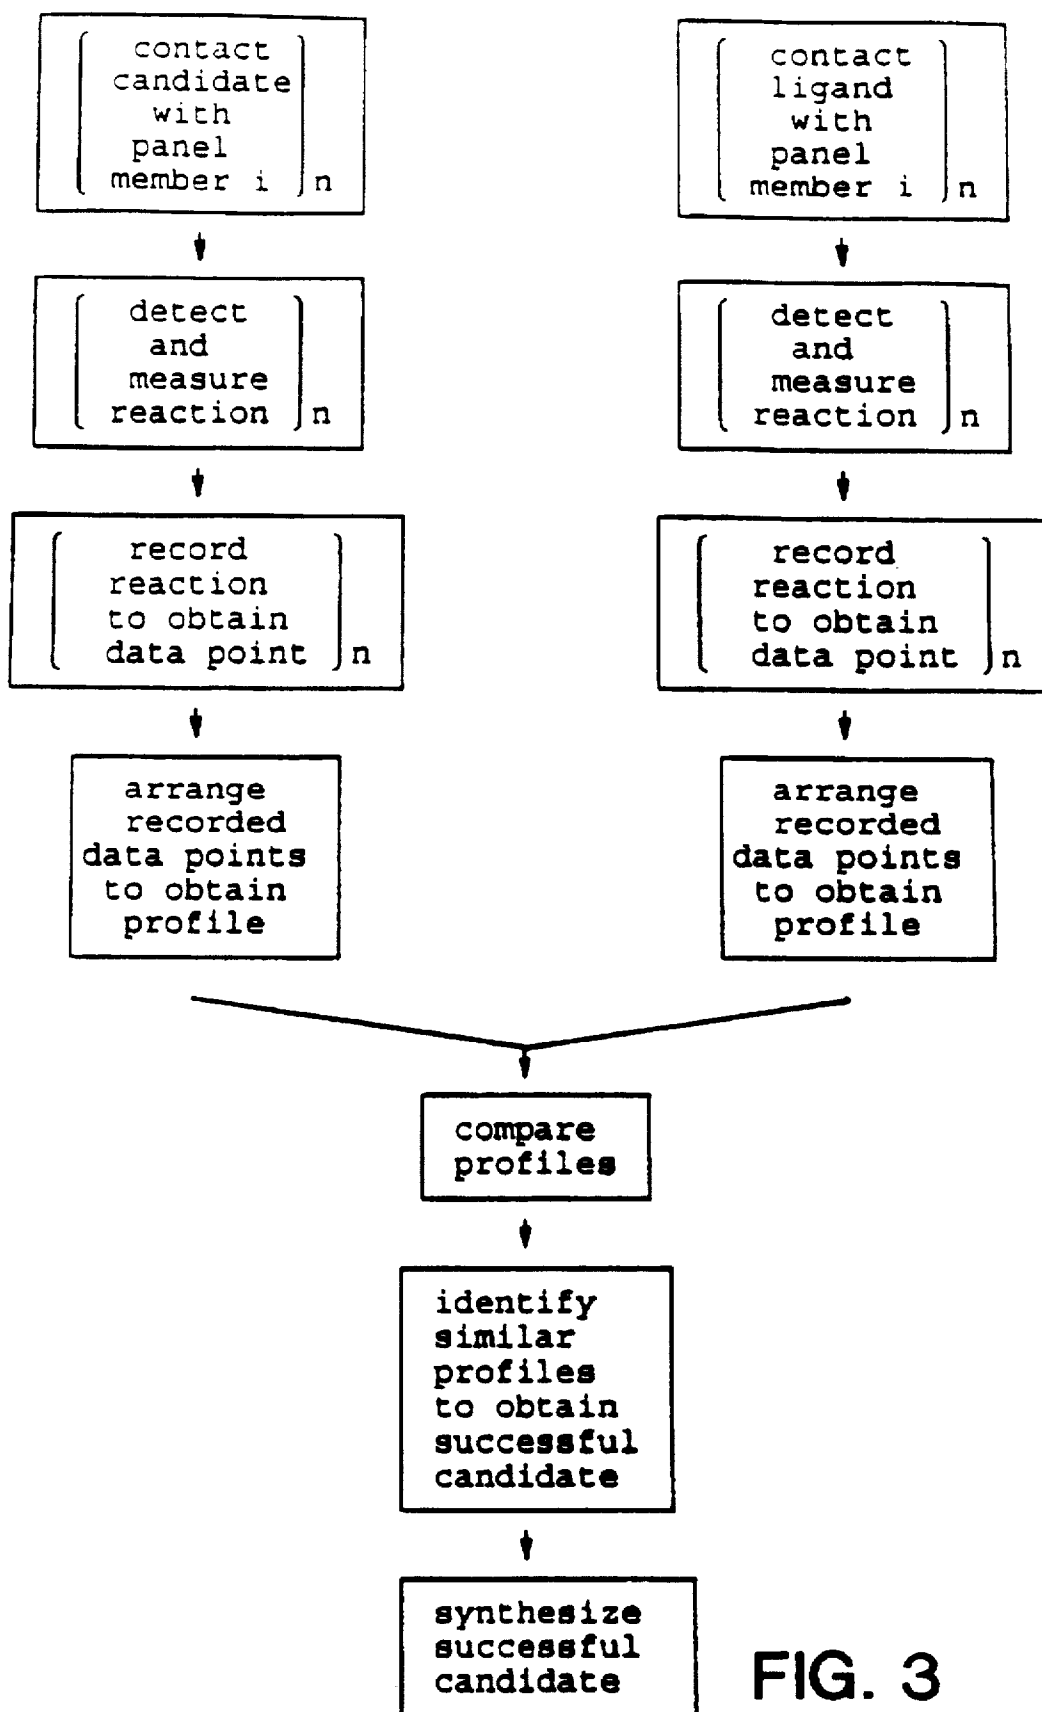 contact
candidate
with
panel
member i
n
detect
and
measure
reaction
n
record
reaction
to obtain
data point
n
arrange
recorded
data points
to obtain
profile
contact
ligand
with
panel
member i
n
detect
and
measure
reaction
n
record
reaction
to obtain
data point
n
arrange
recorded
data points
to obtain
profile
compare
profiles
identify
similar
profiles
to obtain
successful
candidate
synthesize
successful
candidate
FIG. 3